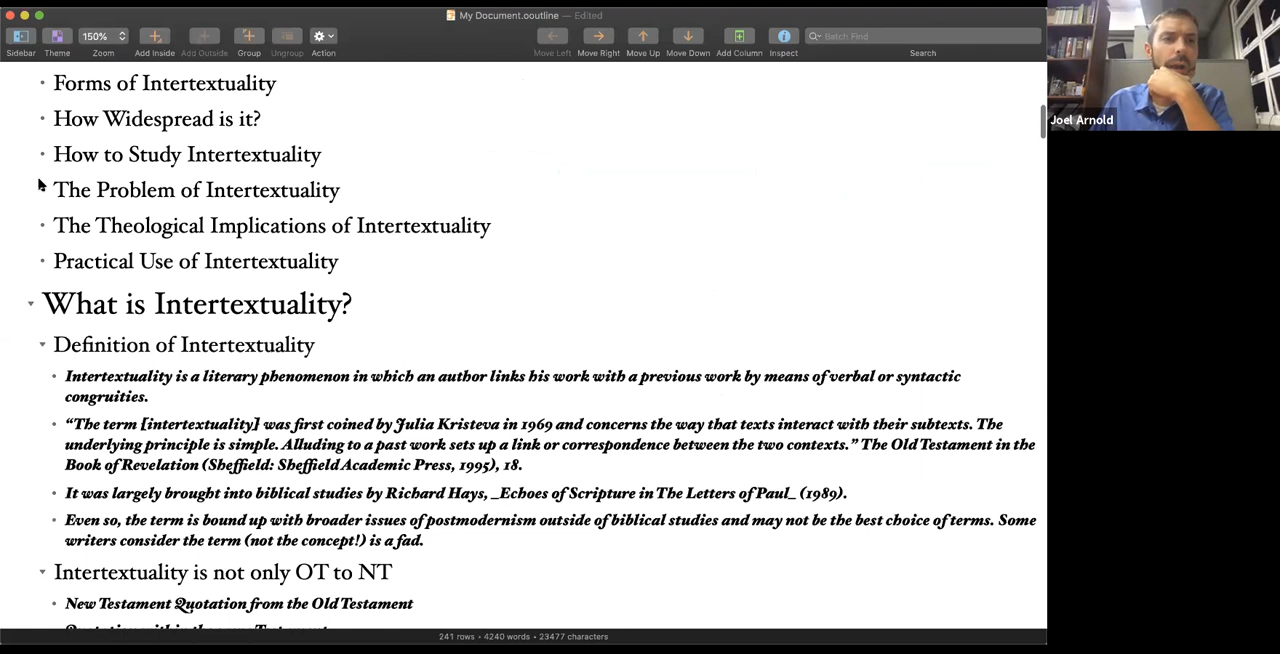 My Document.ooutline — Edited
150%
Batch Find
Sidebar Theme Zoom Add Inside Add Outside Group Ungroup Action Move Left Move Right Move Up Move Down Add Column Inspect Search
Forms of Intertextuality
How Widespread is it?
How to Study Intertextuality
The Problem of Intertextuality
The Theological Implications of Intertextuality
Practical Use of Intertextuality
What is Intertextuality?
Definition of Intertextuality
Intertextuality is a literary phenomenon in which an author links his work with a previous work by means of verbal or syntactic
congruities.
“The term [intertextuality] was first coined by Julia Kristeva in 1969 and concerns the way that texts interact with their subtexts. The
underlying principle is simple. Alluding to a past work sets up a link or correspondence between the two contexts.” The Old Testament in the
Book of Revelation (Sheffield: Sheffield Academic Press, 1995), 18.
It was largely brought into biblical studies by Richard Hays, _Echoes of Scripture in The Letters of Paul_ (1989).
Even so, the term is bound up with broader issues of postmodernism outside of biblical studies and may not be the best choice of terms. Some
writers consider the term (not the concept!) is a fad.
Intertextuality is not only OT to NT
New Testament Quotation from the Old Testament
241 rows • 4240 words • 23477 characters
Joel Arnold